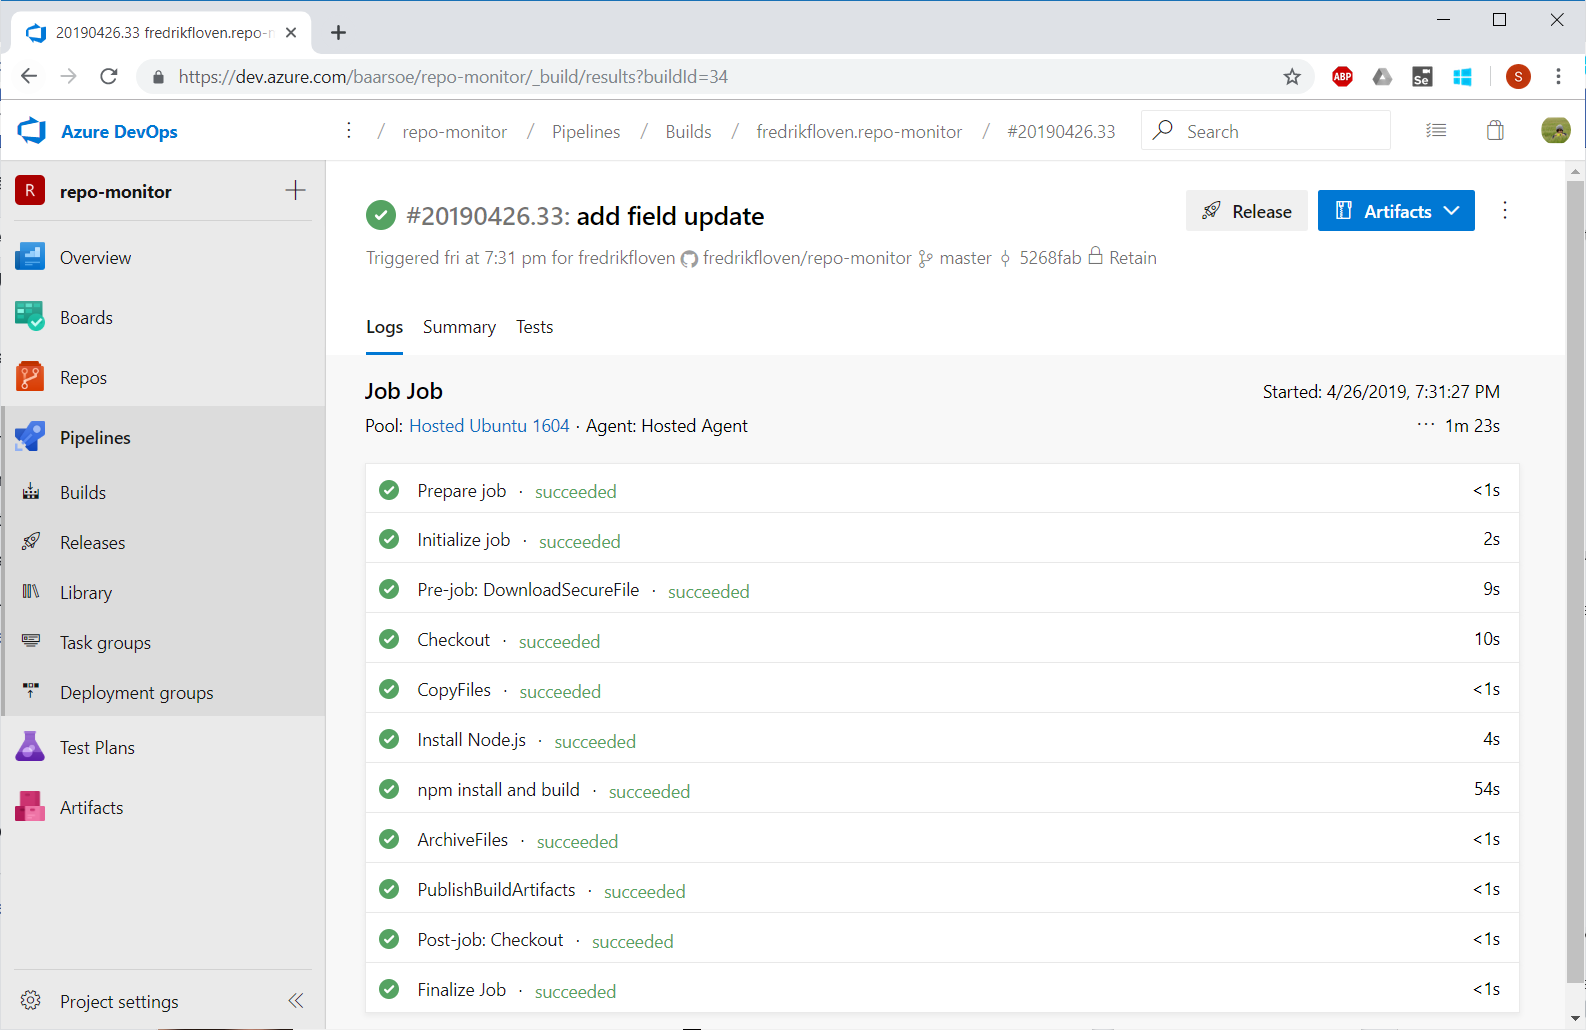 20190426.33 fredrikfloven.repo-m
https://dev.azure.com/baarsoe/repo-monitor/_build/results?buildId=34
ABP
Se
S
Azure DevOps
/ repo-monitor / Pipelines / Builds / fredrikfloven.repo-monitor / #20190426.33
Search
R repo-monitor
Overview
Boards
Repos
Pipelines
Builds
Releases
Library
Task groups
Deployment groups
Test Plans
Artifacts
Project settings
#20190426.33: add field update
Release
Artifacts
Triggered fri at 7:31 pm for fredrikfloven fredrikfloven/repo-monitor master 5268fab Retain
Logs Summary Tests
Job Job
Started: 4/26/2019, 7:31:27 PM
Pool: Hosted Ubuntu 1604 · Agent: Hosted Agent
··· 1m 23s
Prepare job · succeeded <1s
Initialize job · succeeded 2s
Pre-job: DownloadSecureFile · succeeded 9s
Checkout · succeeded 10s
CopyFiles · succeeded <1s
Install Node.js · succeeded 4s
npm install and build · succeeded 54s
ArchiveFiles · succeeded <1s
PublishBuildArtifacts · succeeded <1s
Post-job: Checkout · succeeded <1s
Finalize Job · succeeded <1s